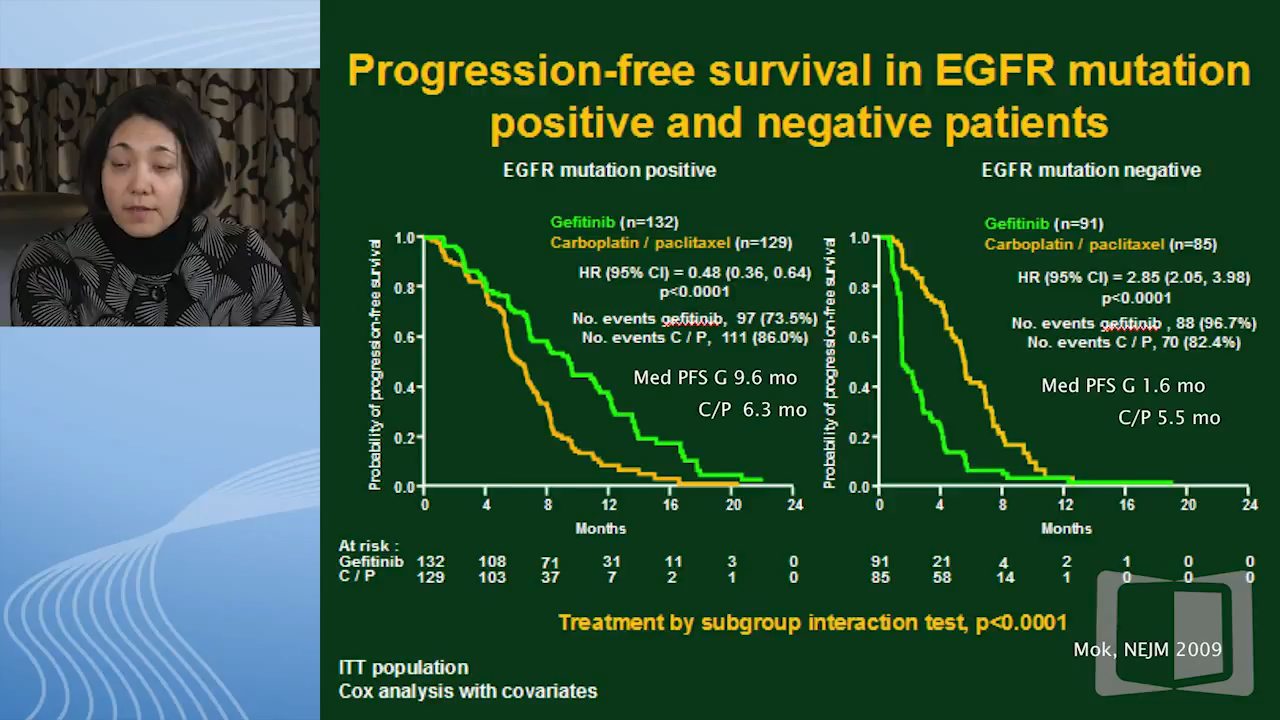 Progression-free survival in EGFR mutation
positive and negative patients
EGFR mutation positive
Gefitinib (n=132)
Carboplatin / paclitaxel (n=129)
HR (95% CI) = 0.48 (0.36, 0.64)
p<0.0001
No. events gefitinib, 97 (73.5%)
No. events C / P, 111 (86.0%)
Med PFS G 9.6 mo
C/P 6.3 mo
Probability of progression-free survival
1.0
0.8
0.6
0.4
0.2
0.0
0 4 8 12 16 20 24
Months
EGFR mutation negative
Gefitinib (n=91)
Carboplatin / paclitaxel (n=85)
HR (95% CI) = 2.85 (2.05, 3.98)
p<0.0001
No. events gefitinib , 88 (96.7%)
No. events C / P, 70 (82.4%)
Med PFS G 1.6 mo
C/P 5.5 mo
Probability of progression-free survival
1.0
0.8
0.6
0.4
0.2
0.0
0 4 8 12 16 20 24
Months
At risk :
Gefitinib 132 108 71 31 11 3 0 91 21 4 2 1 0 0
C / P 129 103 37 7 2 1 0 85 58 14 1 0 0 0
Treatment by subgroup interaction test, p<0.0001
Mok, NEJM 2009
ITT population
Cox analysis with covariates